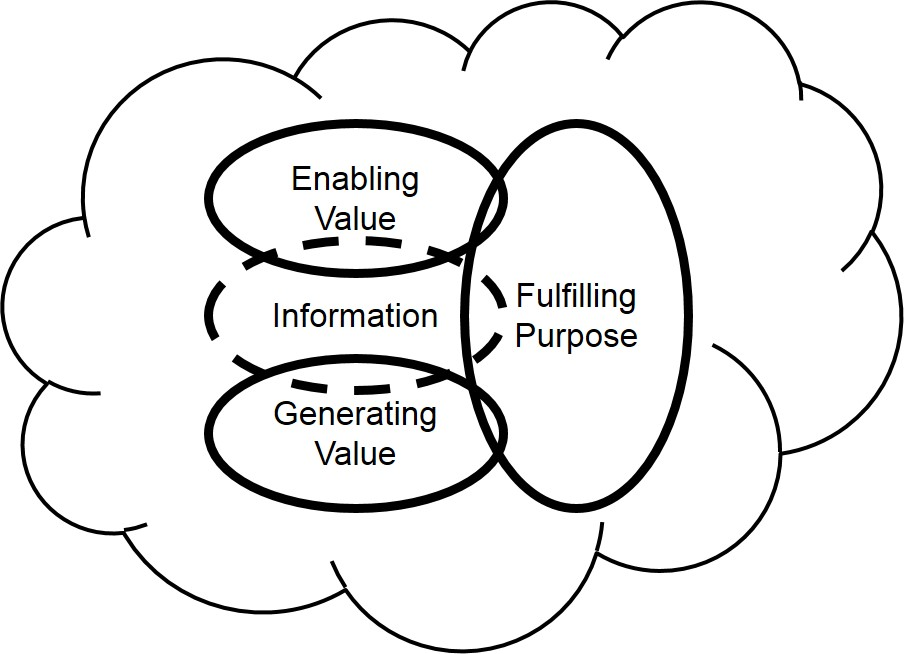 Enabling
Value
Information
Fulfilling
Purpose
Generating
Value